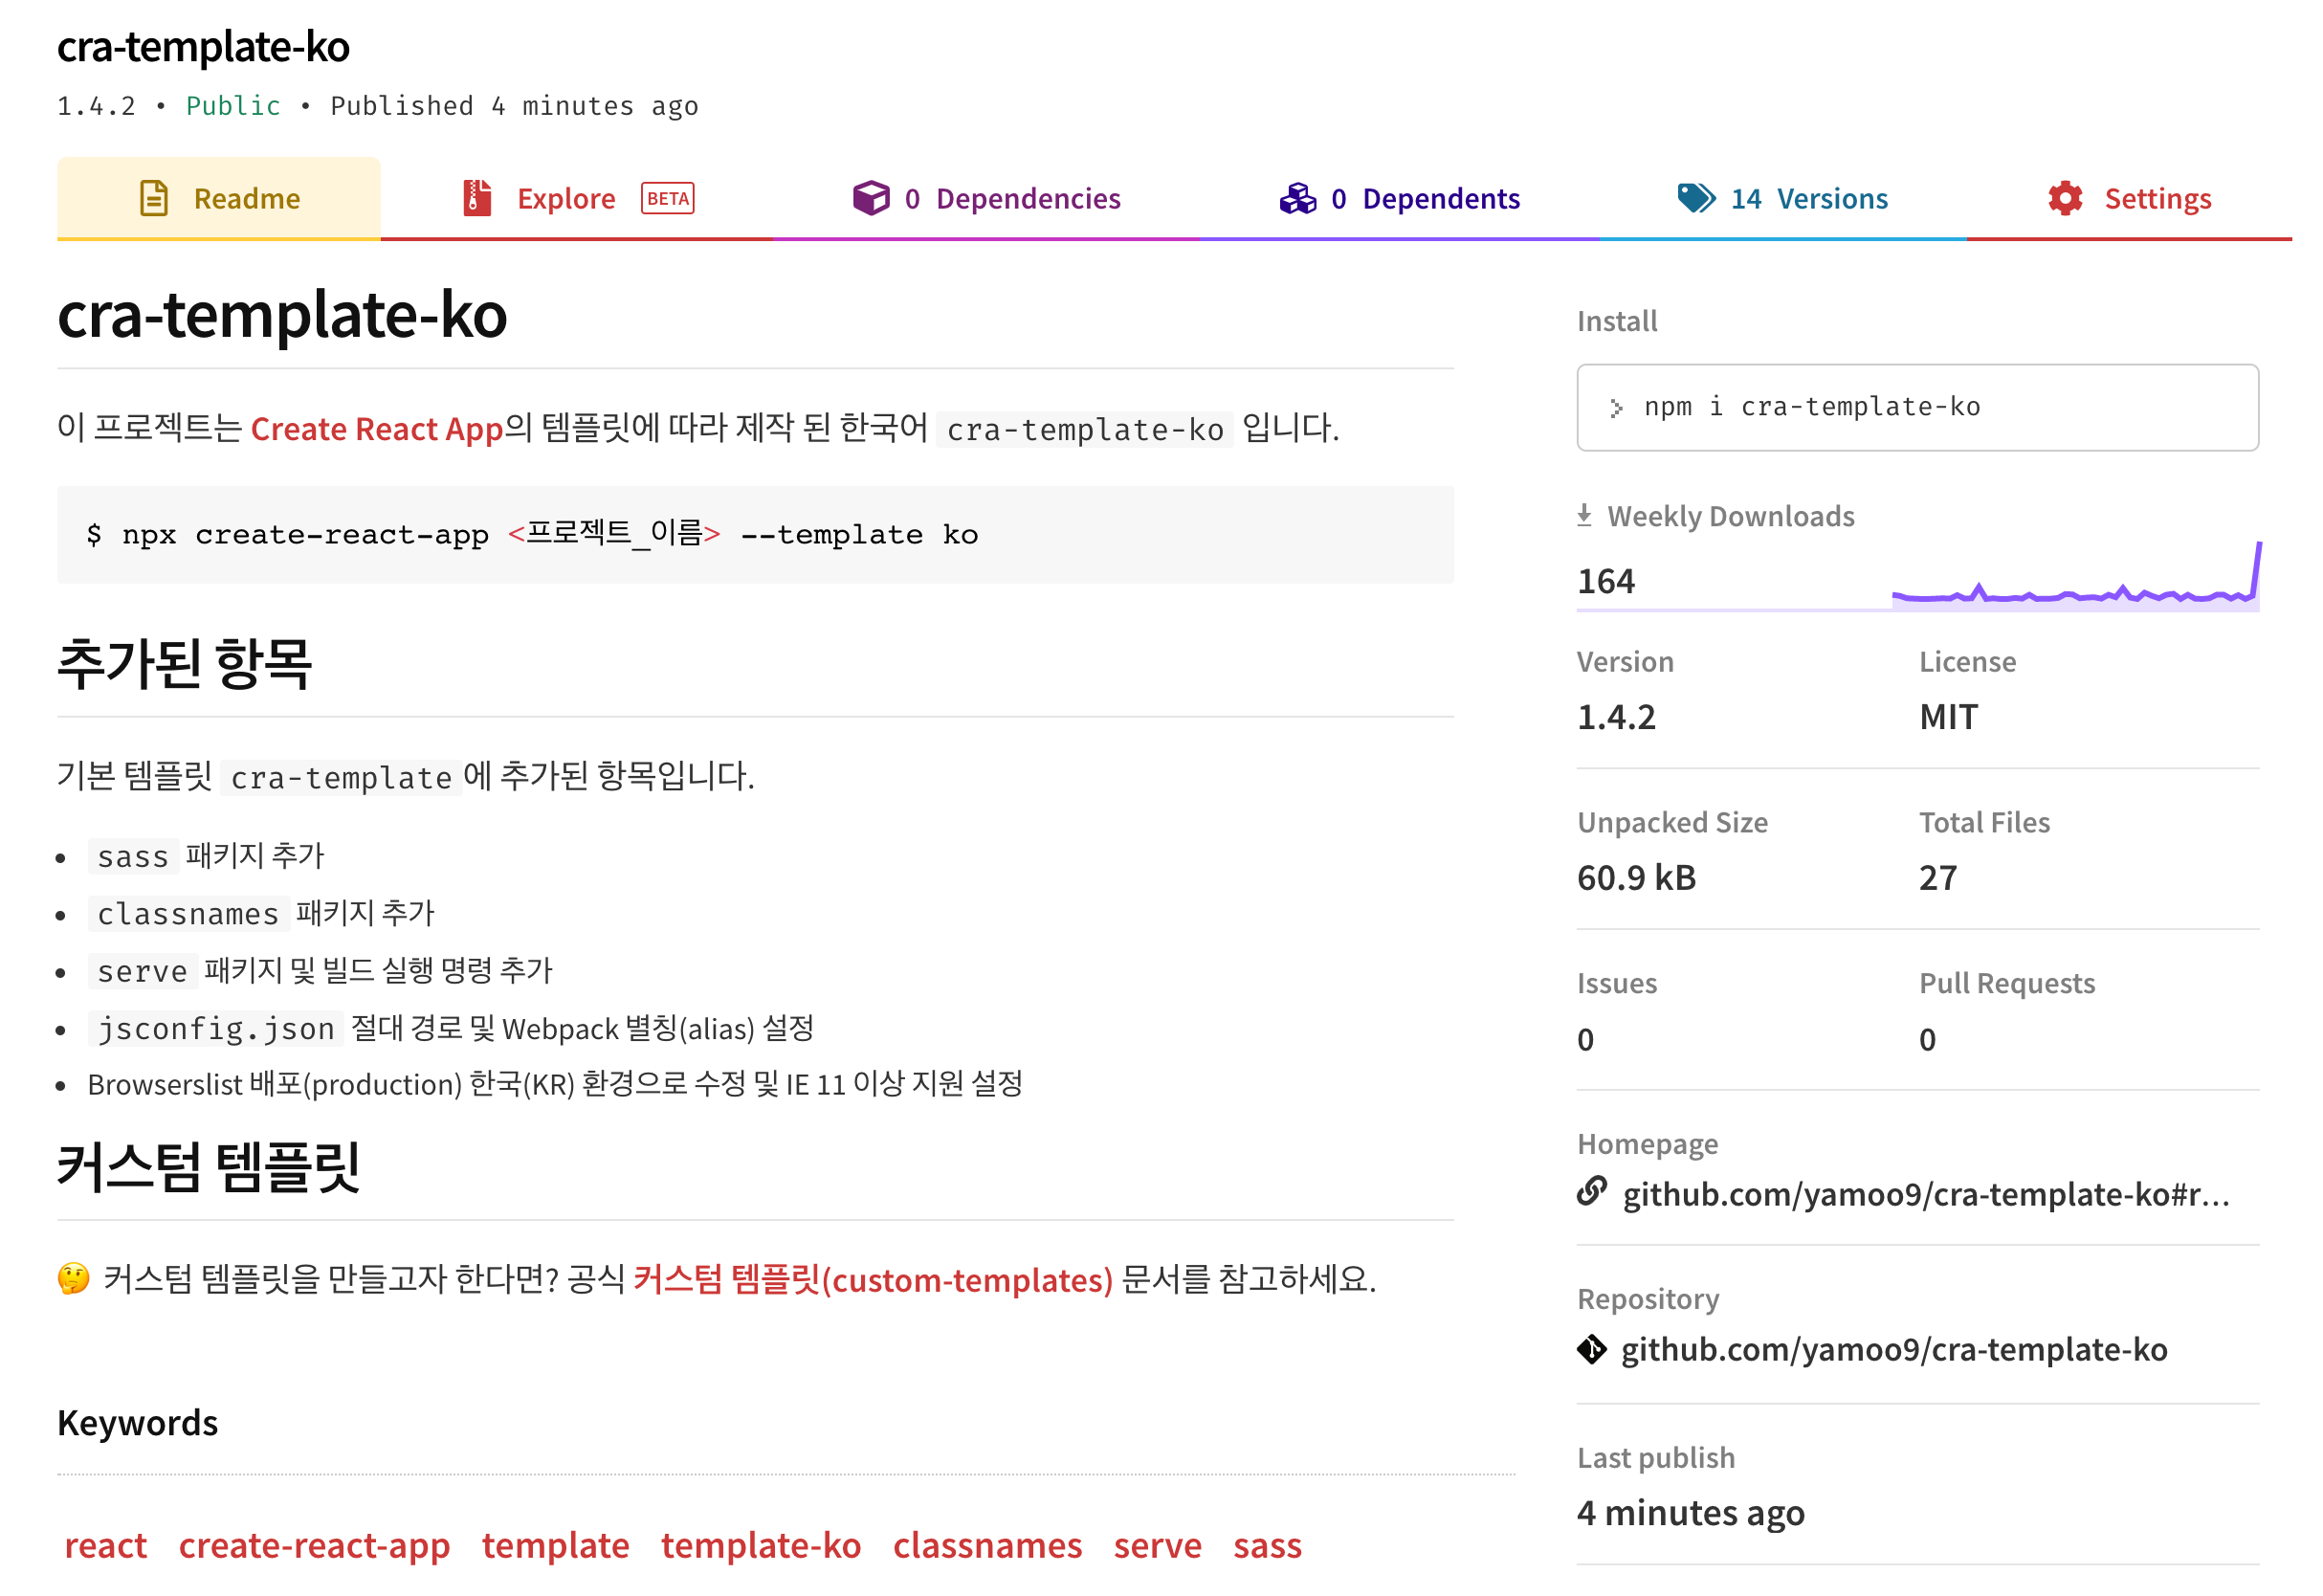 cra-template-ko
1.4.2 • Public • Published 4 minutes ago
Readme
Explore BETA
0 Dependencies
0 Dependents
14 Versions
Settings
cra-template-ko
이 프로젝트는 Create React App의 템플릿에 따라 제작 된 한국어 cra-template-ko 입니다.
$ npx create-react-app <프로젝트_이름> --template ko
추가된 항목
기본 템플릿 cra-template에 추가된 항목입니다.
• sass 패키지 추가
• classnames 패키지 추가
• serve 패키지 및 빌드 실행 명령 추가
• jsconfig.json 절대 경로 및 Webpack 별칭(alias) 설정
• Browserslist 배포(production) 한국(KR) 환경으로 수정 및 IE 11 이상 지원 설정
커스텀 템플릿
🤔 커스텀 템플릿을 만들고자 한다면? 공식 커스텀 템플릿(custom-templates) 문서를 참고하세요.
Keywords
react create-react-app template template-ko classnames serve sass
Install
npm i cra-template-ko
Weekly Downloads
164
Version License
1.4.2 MIT
Unpacked Size Total Files
60.9 kB 27
Issues Pull Requests
0 0
Homepage
github.com/yamoo9/cra-template-ko#r...
Repository
github.com/yamoo9/cra-template-ko
Last publish
4 minutes ago